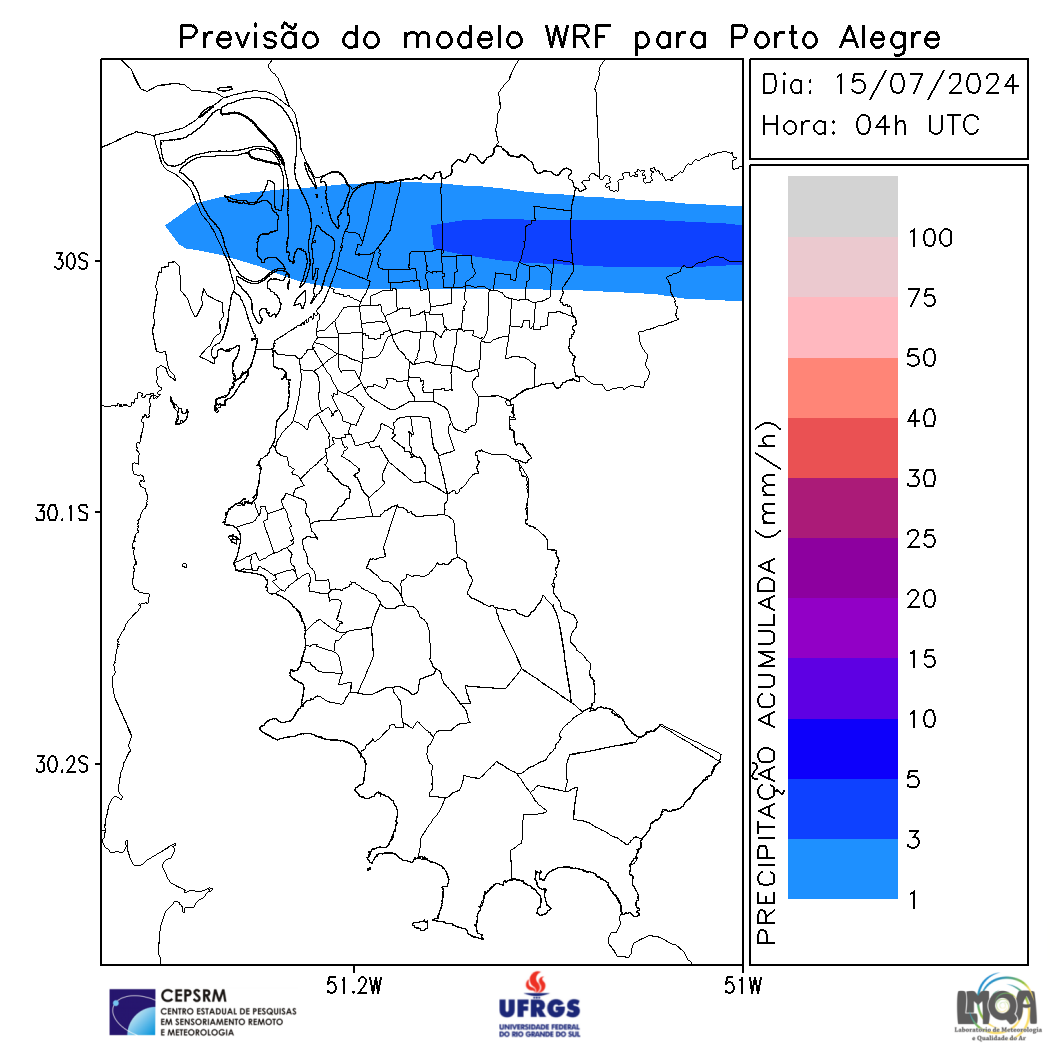 Previsão do modelo WRF para Porto Alegre
Dia: 15/07/2024
Hora: 04h UTC
30S
30.1S
30.2S
51.2W
51W
PRECIPITAÇÃO ACUMULADA (mm/h)
100
75
50
40
30
25
20
15
10
5
3
1
CEPSRM
CENTRO ESTADUAL DE PESQUISAS
EM SENSORIAMENTO REMOTO
E METEOROLOGIA
UFRGS
UNIVERSIDADE FEDERAL
DO RIO GRANDE DO SUL
LMQA
Laboratório de Meteorologia
e Qualidade do Ar